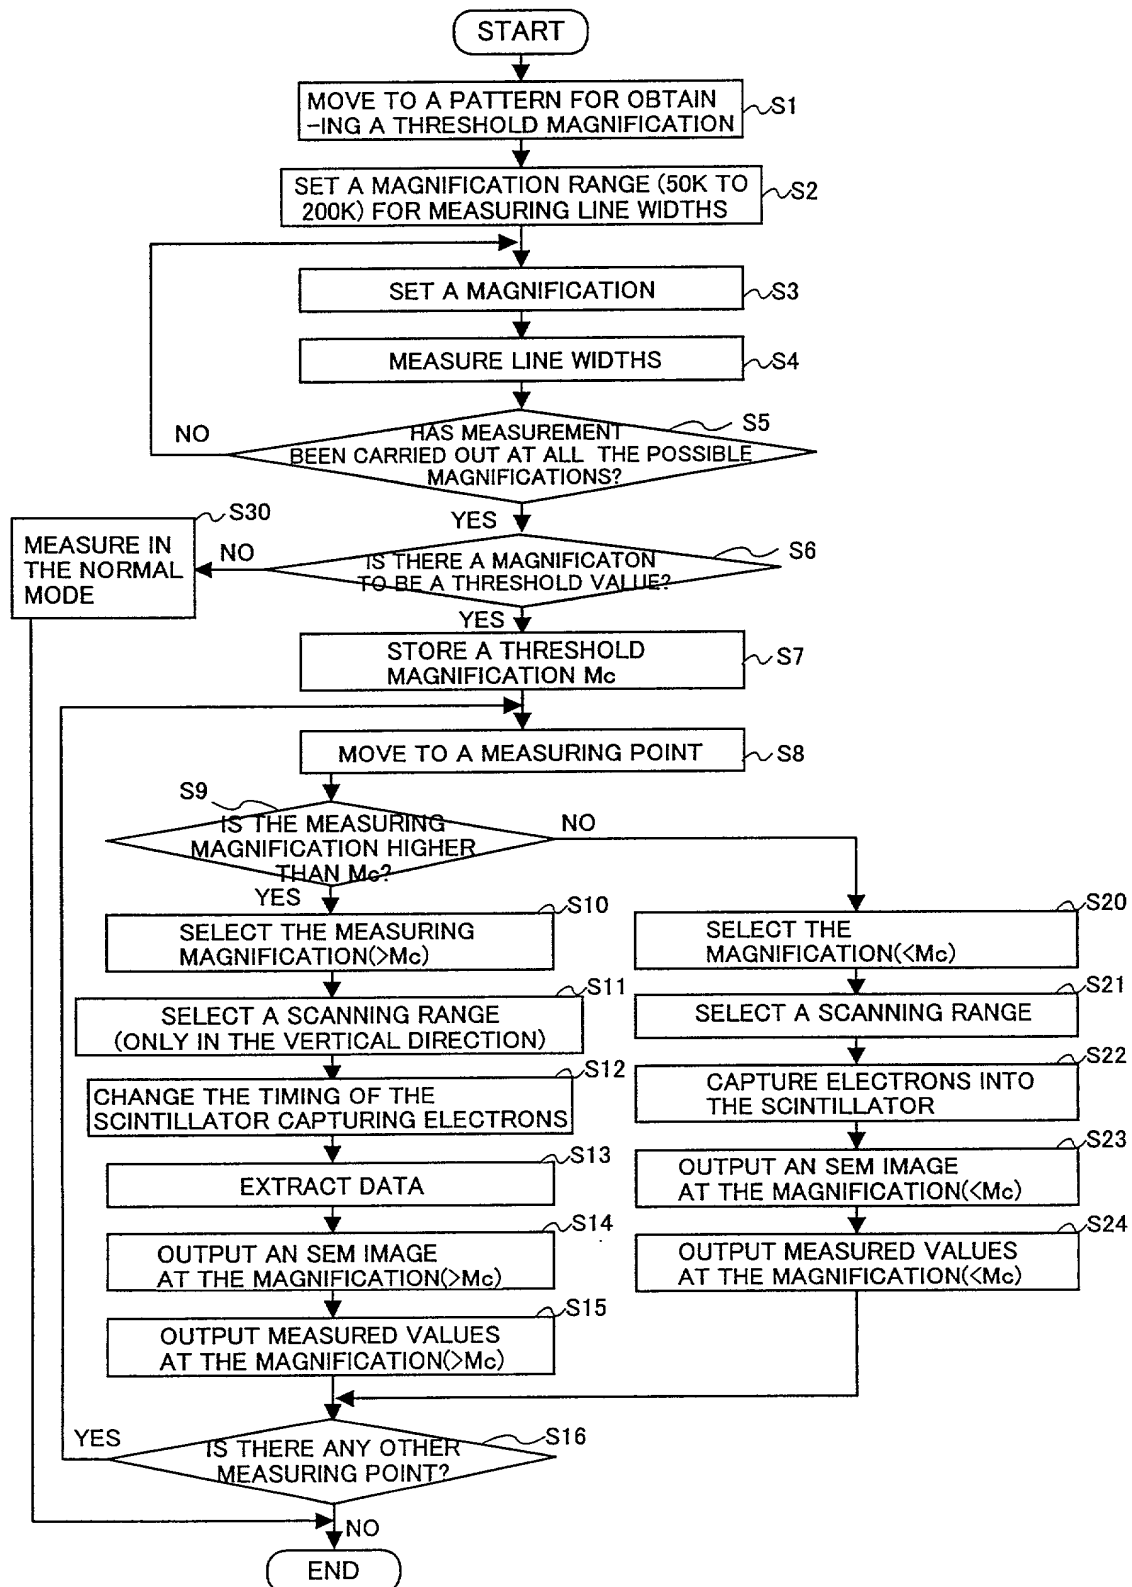 START
MOVE TO A PATTERN FOR OBTAIN
-ING A THRESHOLD MAGNIFICATION
S1
SET A MAGNIFICATION RANGE (50K TO
200K) FOR MEASURING LINE WIDTHS
S2
SET A MAGNIFICATION
S3
MEASURE LINE WIDTHS
S4
S5
HAS MEASUREMENT
BEEN CARRIED OUT AT ALL THE POSSIBLE
MAGNIFICATIONS?
NO
YES
S30
MEASURE IN
THE NORMAL
MODE
NO
IS THERE A MAGNIFICATON
TO BE A THRESHOLD VALUE?
S6
YES
STORE A THRESHOLD
MAGNIFICATION Mc
S7
MOVE TO A MEASURING POINT
S8
S9
IS THE MEASURING
MAGNIFICATION HIGHER
THAN Mc?
NO
YES
S10
SELECT THE MEASURING
MAGNIFICATION(>Mc)
S20
SELECT THE
MAGNIFICATION(<Mc)
S11
SELECT A SCANNING RANGE
(ONLY IN THE VERTICAL DIRECTION)
S21
SELECT A SCANNING RANGE
S12
CHANGE THE TIMING OF THE
SCINTILLATOR CAPTURING ELECTRONS
S22
CAPTURE ELECTRONS INTO
THE SCINTILLATOR
S13
EXTRACT DATA
S23
OUTPUT AN SEM IMAGE
AT THE MAGNIFICATION(<Mc)
S14
OUTPUT AN SEM IMAGE
AT THE MAGNIFICATION(>Mc)
S24
OUTPUT MEASURED VALUES
AT THE MAGNIFICATION(<Mc)
S15
OUTPUT MEASURED VALUES
AT THE MAGNIFICATION(>Mc)
YES
IS THERE ANY OTHER
MEASURING POINT?
S16
NO
END